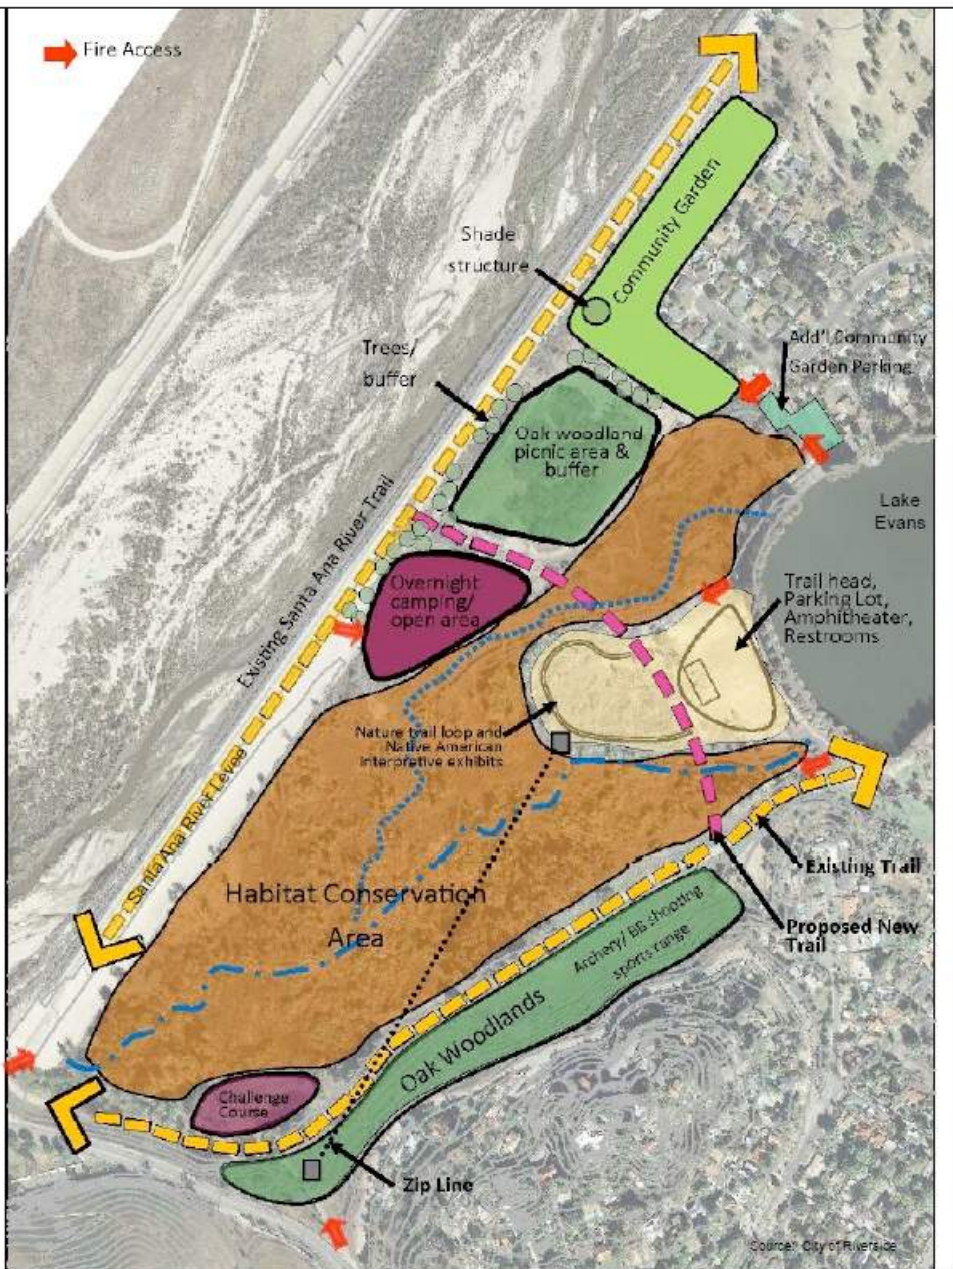 Fire Access
Community Garden
Shade
structure
Add'l Community
Garden Parking
Trees/
buffer
Oak woodland
picnic area &
buffer
Lake
Evans
Existing Santa Ana River Trail
Overnight
camping/
open area
Trail head,
Parking Lot,
Amphitheater,
Restrooms
Nature trail loop and
Native American
interpretive exhibits
Santa Ana River Levee
Existing Trail
Habitat Conservation
Area
Archery/ BB shooting
sports range
Proposed New
Trail
Oak Woodlands
Challenge
Course
Zip Line
Source: City of Riverside